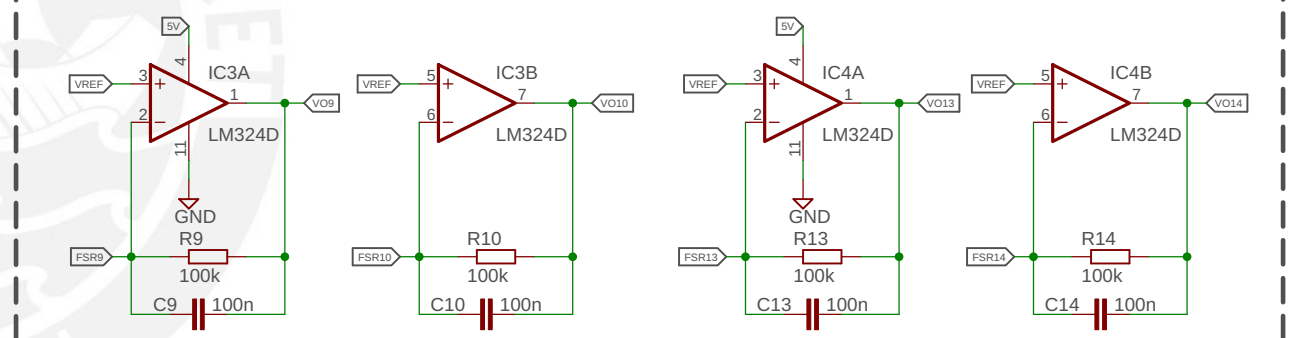 5V
4
IC3A
VREF
3
1
VO9
2
LM324D
11
GND
FSR9
R9
100k
C9
100n
IC3B
VREF
5
7
VO10
6
LM324D
FSR10
R10
100k
C10
100n
5V
4
IC4A
VREF
3
1
VO13
2
LM324D
11
GND
FSR13
R13
100k
C13
100n
IC4B
VREF
5
7
VO14
6
LM324D
FSR14
R14
100k
C14
100n